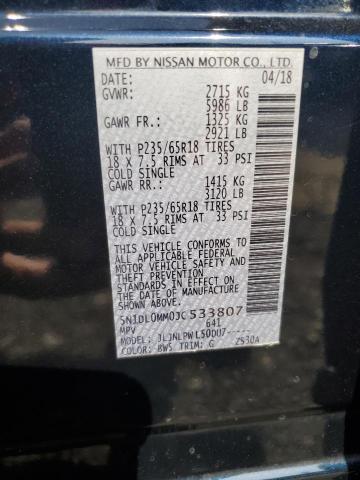 MFD BY NISSAN MOTOR CO., LTD.
DATE: 04/18
GVWR: 2715 KG
5986 LB
GAWR FR.: 1325 KG
2921 LB
WITH P235/65R18 TIRES
18 X 7.5 RIMS AT 33 PSI
COLD SINGLE
GAWR RR.: 1415 KG
3120 LB
WITH P235/65R18 TIRES
18 X 7.5 RIMS AT 33 PSI
COLD SINGLE
THIS VEHICLE CONFORMS TO
ALL APPLICABLE FEDERAL
MOTOR VEHICLE SAFETY
STANDARDS IN EFFECT ON
THE DATE OF MANUFACTURE
SHOWN ABOVE.
5N1DL0MM0JC533807
MPV 641
MODEL: JLJNLPWL50UU7-----
COLOR: BW5 TRIM: G Z530A